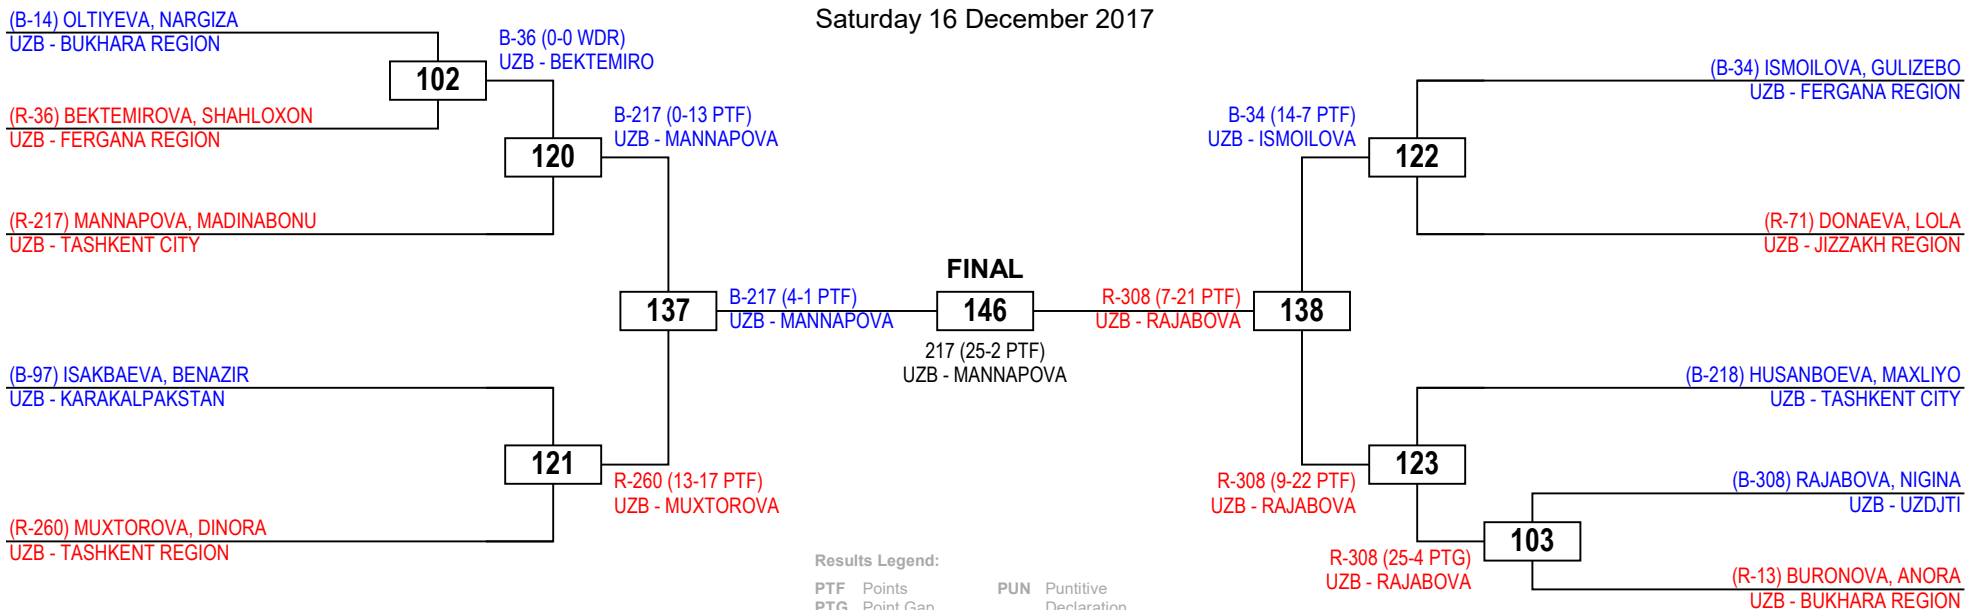 Saturday 16 December 2017
(B-14) OLTIYEVA, NARGIZA
UZB - BUKHARA REGION
B-36 (0-0 WDR)
UZB - BEKTEMIRO
102
(R-36) BEKTEMIROVA, SHAHLOXON
UZB - FERGANA REGION
B-217 (0-13 PTF)
UZB - MANNAPOVA
120
(R-217) MANNAPOVA, MADINABONU
UZB - TASHKENT CITY
137
B-217 (4-1 PTF)
UZB - MANNAPOVA
(B-97) ISAKBAEVA, BENAZIR
UZB - KARAKALPAKSTAN
121
R-260 (13-17 PTF)
UZB - MUXTOROVA
(R-260) MUXTOROVA, DINORA
UZB - TASHKENT REGION
FINAL
146
217 (25-2 PTF)
UZB - MANNAPOVA
(B-34) ISMOILOVA, GULIZEBO
UZB - FERGANA REGION
B-34 (14-7 PTF)
UZB - ISMOILOVA
122
(R-71) DONAEVA, LOLA
UZB - JIZZAKH REGION
R-308 (7-21 PTF)
UZB - RAJABOVA
138
(B-218) HUSANBOEVA, MAXLIYO
UZB - TASHKENT CITY
123
R-308 (9-22 PTF)
UZB - RAJABOVA
(B-308) RAJABOVA, NIGINA
UZB - UZDJTI
103
R-308 (25-4 PTG)
UZB - RAJABOVA
(R-13) BURONOVA, ANORA
UZB - BUKHARA REGION
Results Legend:
PTF Points PUN Puntitive
PTG Point Gap Declaration